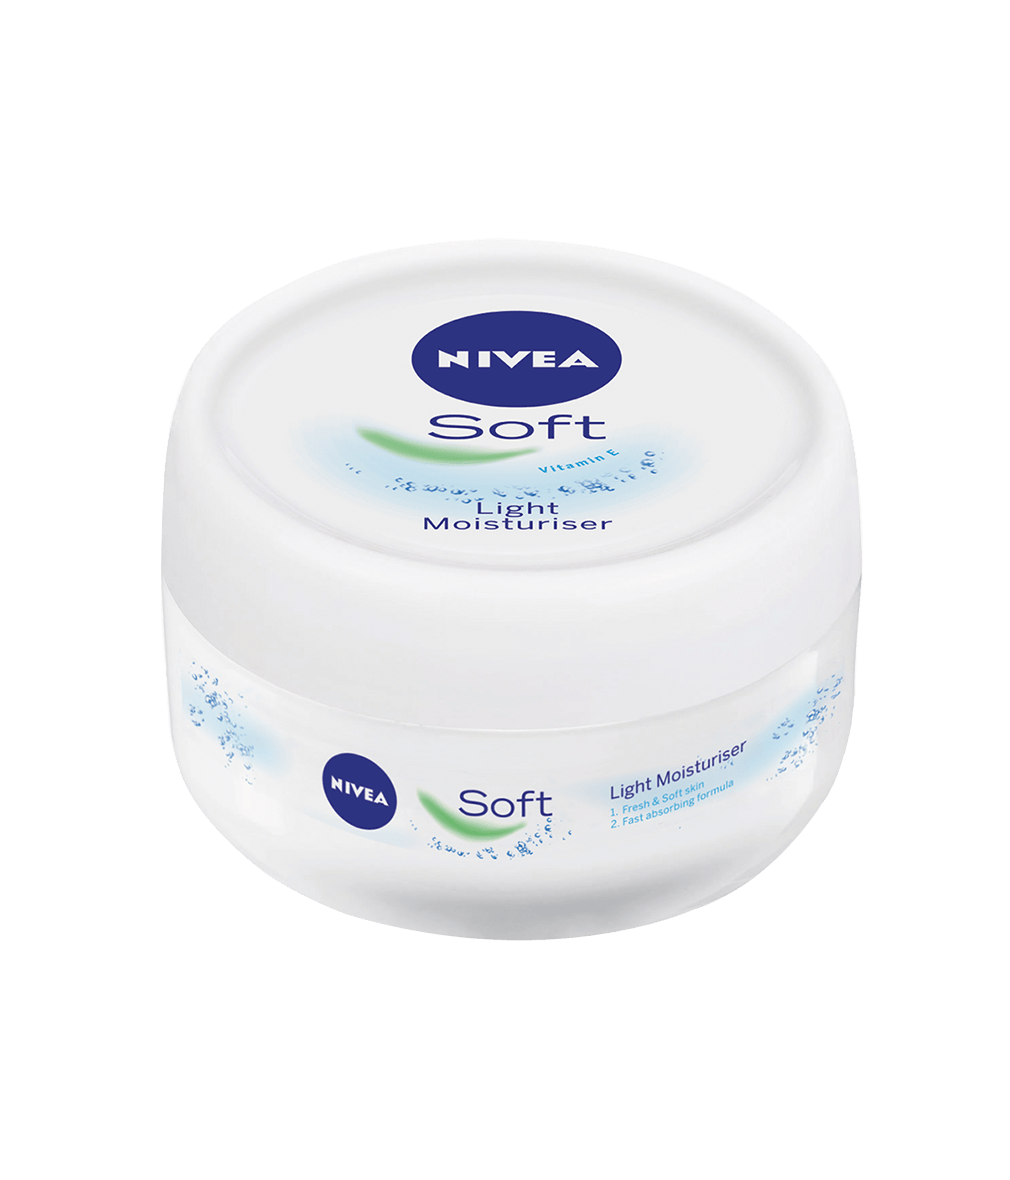 NIVEA
Soft
Vitamin E
Light
Moisturiser
NIVEA
Soft
Light Moisturiser
1. Fresh & Soft skin
2. Fast absorbing formula